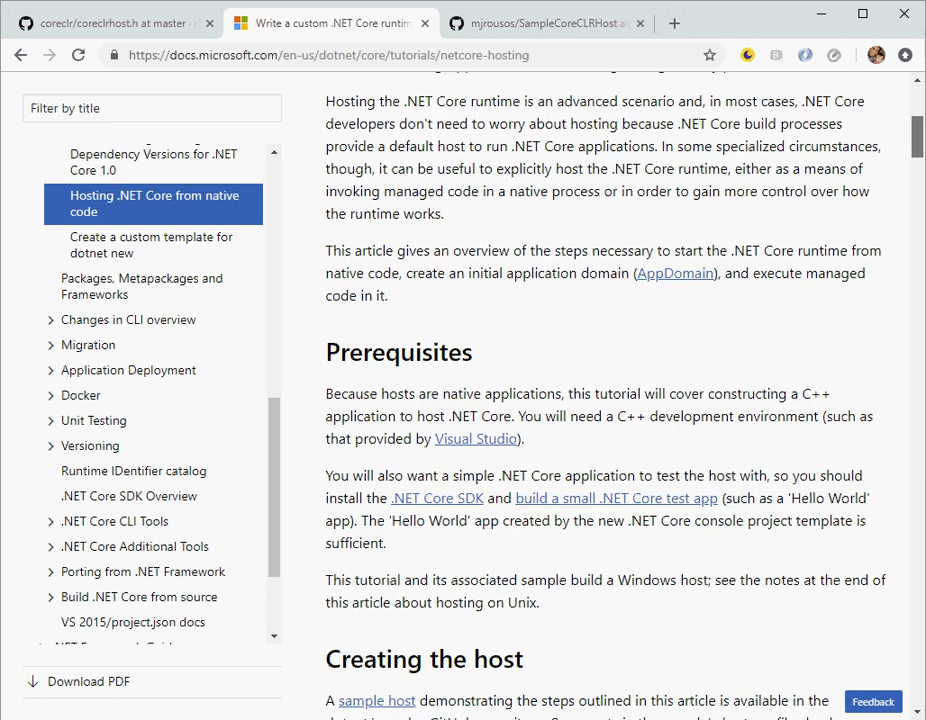 coreclr/coreclrhost.h at master ·
Write a custom .NET Core runtim
mjrousos/SampleCoreCLRHost at
https://docs.microsoft.com/en-us/dotnet/core/tutorials/netcore-hosting
Filter by title
Dependency Versions for .NET
Core 1.0
Hosting .NET Core from native
code
Create a custom template for
dotnet new
Packages, Metapackages and
Frameworks
Changes in CLI overview
Migration
Application Deployment
Docker
Unit Testing
Versioning
Runtime IDentifier catalog
.NET Core SDK Overview
.NET Core CLI Tools
.NET Core Additional Tools
Porting from .NET Framework
Build .NET Core from source
VS 2015/project.json docs
Download PDF
Hosting the .NET Core runtime is an advanced scenario and, in most cases, .NET Core
developers don't need to worry about hosting because .NET Core build processes
provide a default host to run .NET Core applications. In some specialized circumstances,
though, it can be useful to explicitly host the .NET Core runtime, either as a means of
invoking managed code in a native process or in order to gain more control over how
the runtime works.
This article gives an overview of the steps necessary to start the .NET Core runtime from
native code, create an initial application domain (AppDomain), and execute managed
code in it.
Prerequisites
Because hosts are native applications, this tutorial will cover constructing a C++
application to host .NET Core. You will need a C++ development environment (such as
that provided by Visual Studio).
You will also want a simple .NET Core application to test the host with, so you should
install the .NET Core SDK and build a small .NET Core test app (such as a 'Hello World'
app). The 'Hello World' app created by the new .NET Core console project template is
sufficient.
This tutorial and its associated sample build a Windows host; see the notes at the end of
this article about hosting on Unix.
Creating the host
A sample host demonstrating the steps outlined in this article is available in the
Feedback